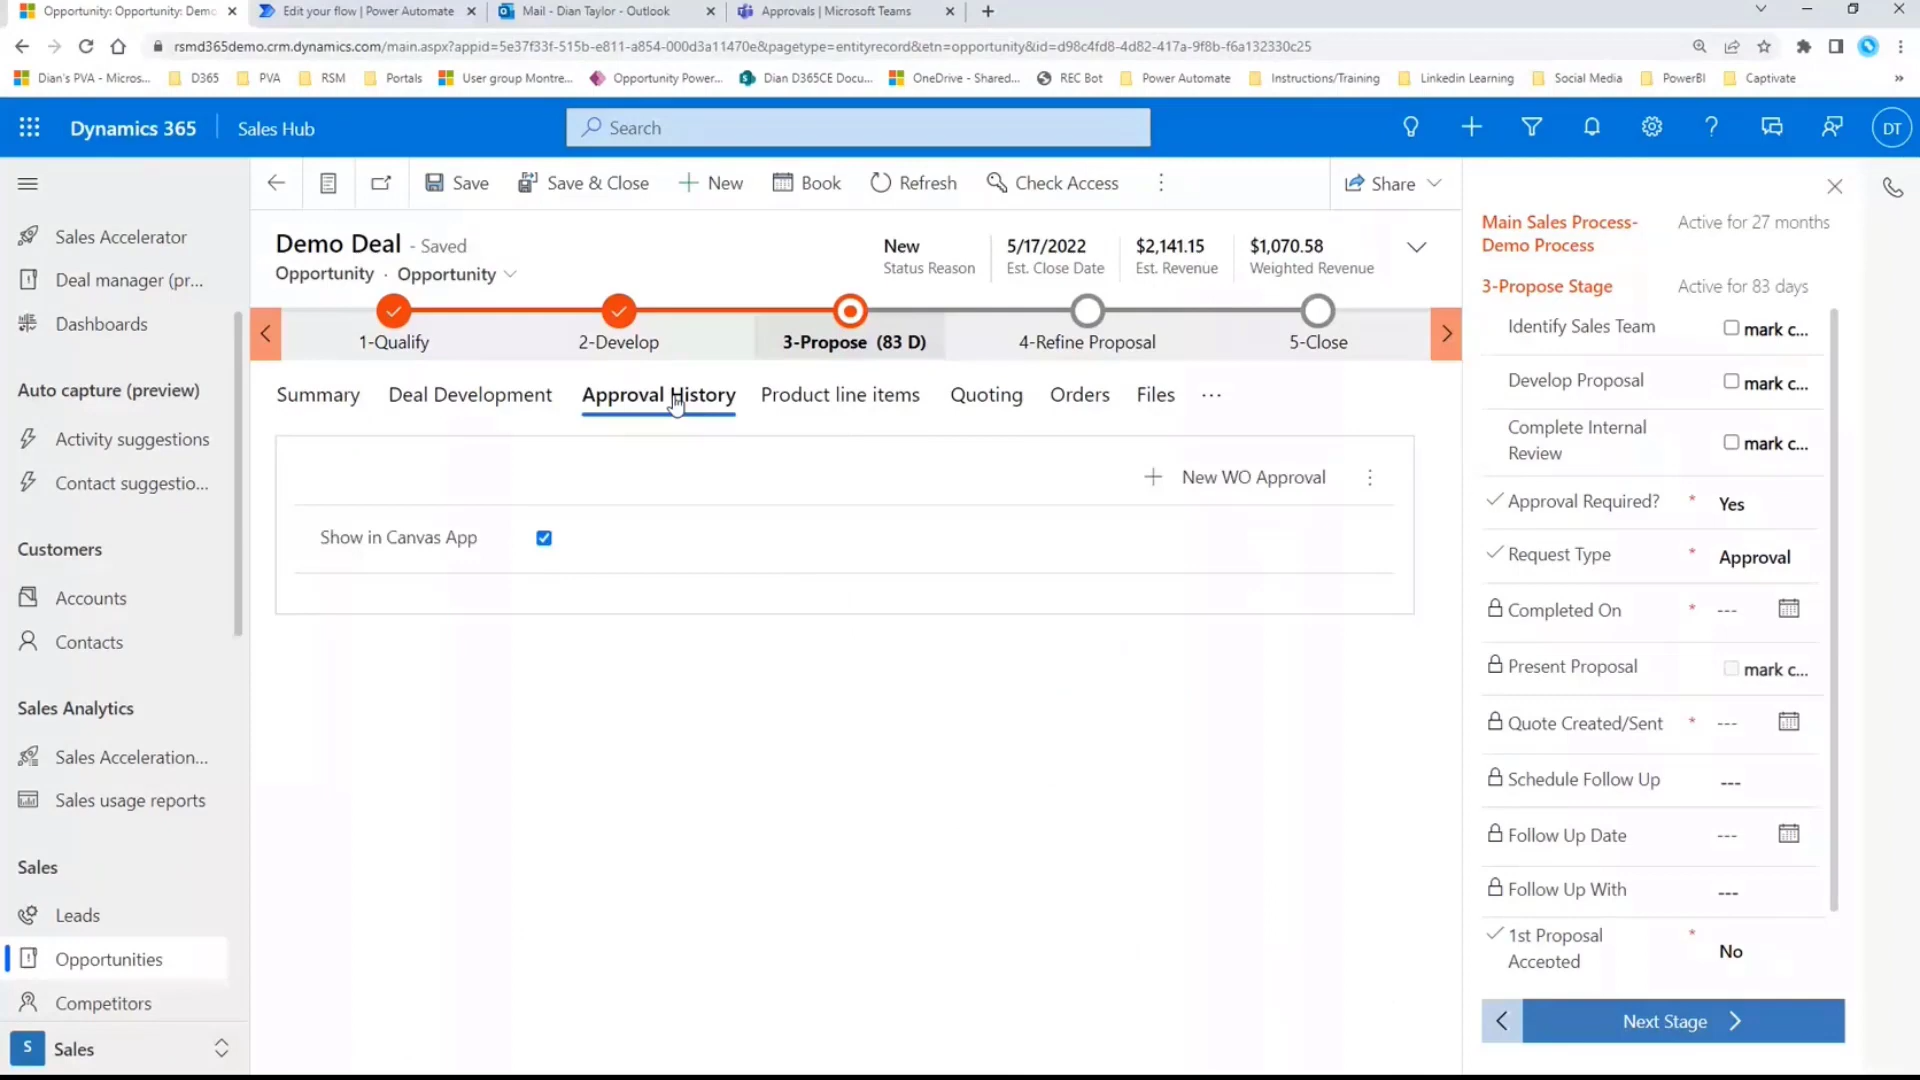 Opportunity: Opportunity: Demo
Edit your flow | Power Automate
Mail - Dian Taylor - Outlook
Approvals | Microsoft Teams
rsmd365demo.crm.dynamics.com/main.aspx?appid=5e37f33f-515b-e811-a854-000d3a11470e&pagetype=entityrecord&etn=opportunity&id=d98c4fd8-4d82-417a-9f8b-f6a132330c25
Dian's PVA - Micros...
D365
PVA
RSM
Portals
User group Montre...
Opportunity Power...
Dian D365CE Docu...
OneDrive - Shared...
REC Bot
Power Automate
Instructions/Training
Linkedin Learning
Social Media
PowerBI
Captivate
Dynamics 365
Sales Hub
Search
DT
Save
Save & Close
New
Book
Refresh
Check Access
Share
Demo Deal - Saved
Opportunity · Opportunity
New
Status Reason
5/17/2022
Est. Close Date
$2,141.15
Est. Revenue
$1,070.58
Weighted Revenue
1-Qualify
2-Develop
3-Propose (83 D)
4-Refine Proposal
5-Close
Summary
Deal Development
Approval History
Product line items
Quoting
Orders
Files
New WO Approval
Show in Canvas App
Sales Accelerator
Deal manager (pr...
Dashboards
Auto capture (preview)
Activity suggestions
Contact suggestio...
Customers
Accounts
Contacts
Sales Analytics
Sales Acceleration...
Sales usage reports
Sales
Leads
Opportunities
Competitors
S
Sales
Main Sales Process-
Demo Process
Active for 27 months
3-Propose Stage
Active for 83 days
Identify Sales Team
mark c...
Develop Proposal
mark c...
Complete Internal
Review
mark c...
Approval Required? *
Yes
Request Type *
Approval
Completed On *
---
Present Proposal
mark c...
Quote Created/Sent *
---
Schedule Follow Up
---
Follow Up Date
---
Follow Up With
---
1st Proposal
Accepted *
No
Next Stage